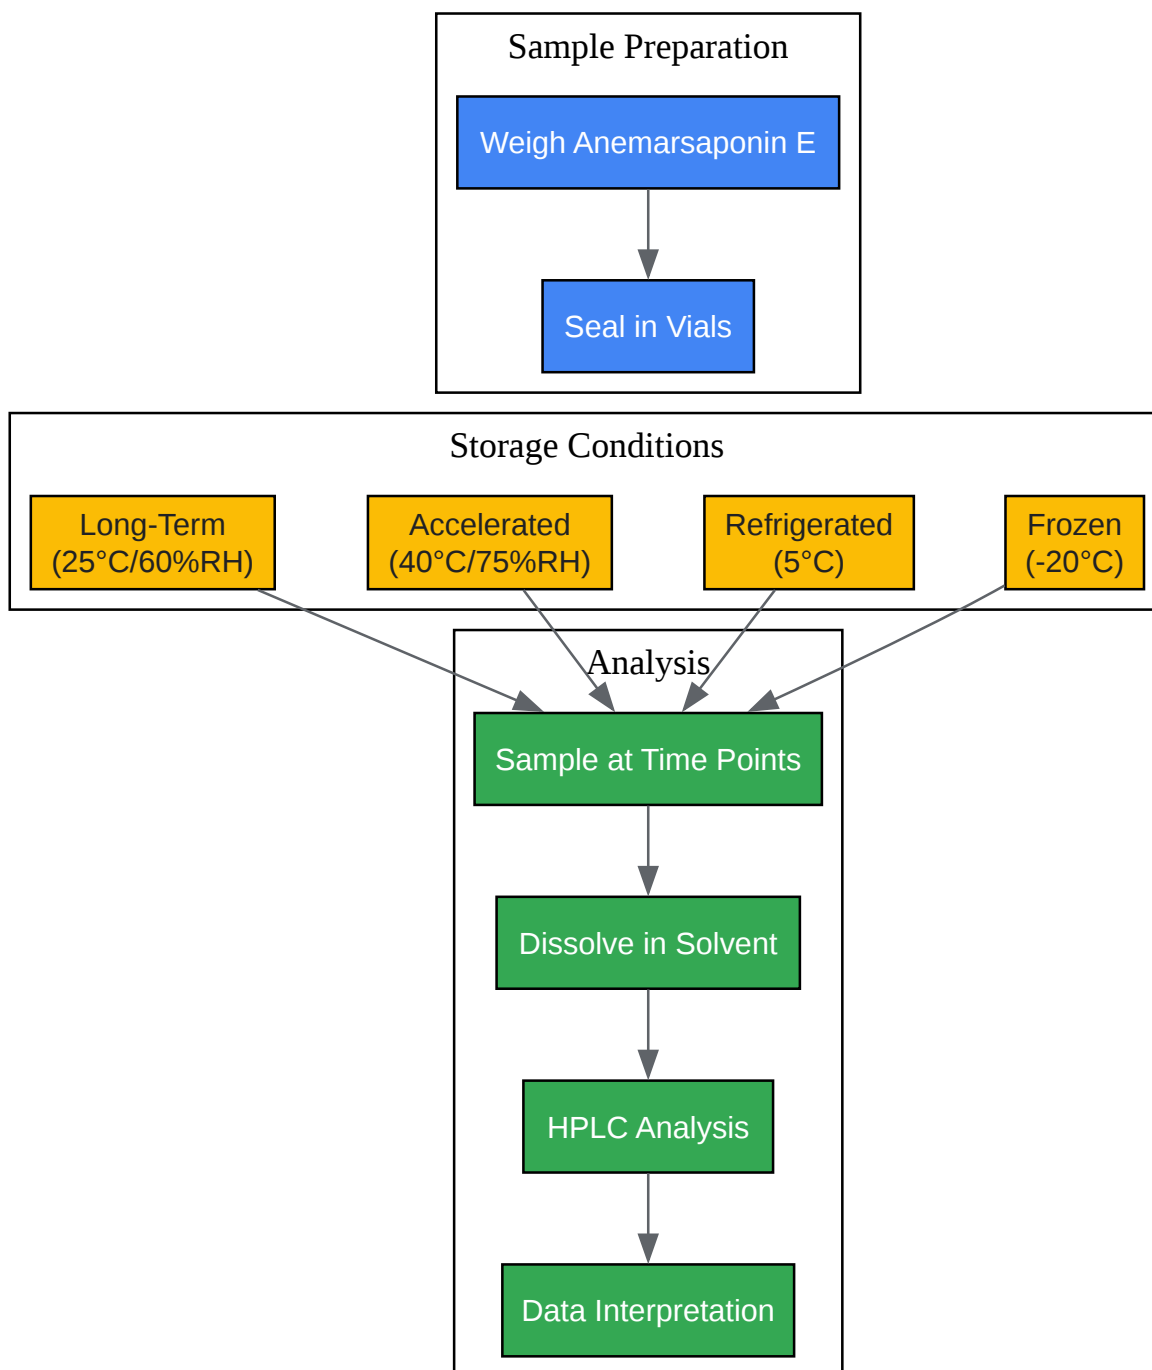 Sample Preparation
Weigh Anemarsaponin E
Seal in Vials
Storage Conditions
Long-Term
(25°C/60%RH)
Accelerated
(40°C/75%RH)
Refrigerated
(5°C)
Frozen
(-20°C)
Analysis
Sample at Time Points
Dissolve in Solvent
HPLC Analysis
Data Interpretation